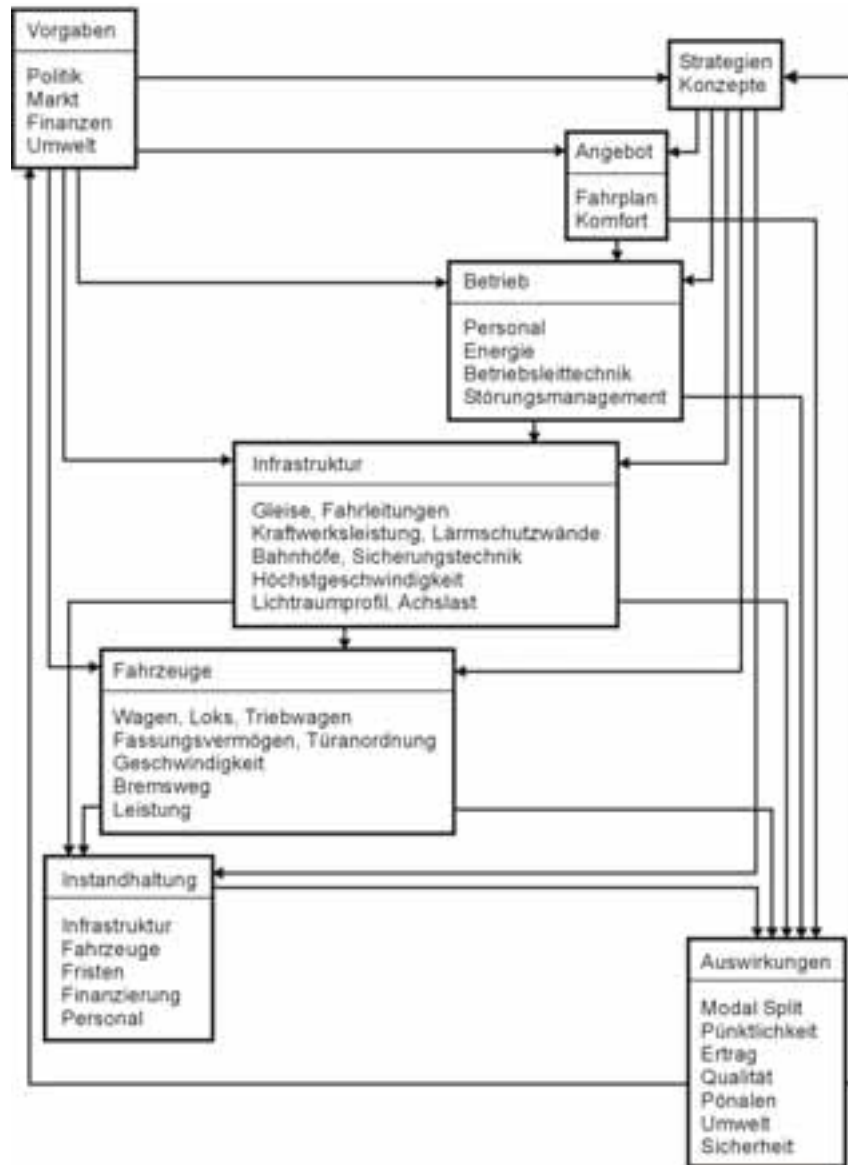 Vorgaben
Politik
Markt
Finanzen
Umwelt
Strategien
Konzepte
Angebot
Fahrplan
Komfort
Betrieb
Personal
Energie
Betriebsleittechnik
Störungsmanagement
Infrastruktur
Gleise, Fahrleitungen
Kraftwerksleistung, Lärmschutzwände
Bahnhöfe, Sicherungstechnik
Höchstgeschwindigkeit
Lichtraumprofil, Achslast
Fahrzeuge
Wagen, Loks, Triebwagen
Fassungsvermögen, Türanordnung
Geschwindigkeit
Bremsweg
Leistung
Instandhaltung
Infrastruktur
Fahrzeuge
Fristen
Finanzierung
Personal
Auswirkungen
Modal Split
Pünktlichkeit
Ertrag
Qualität
Pönalen
Umwelt
Sicherheit